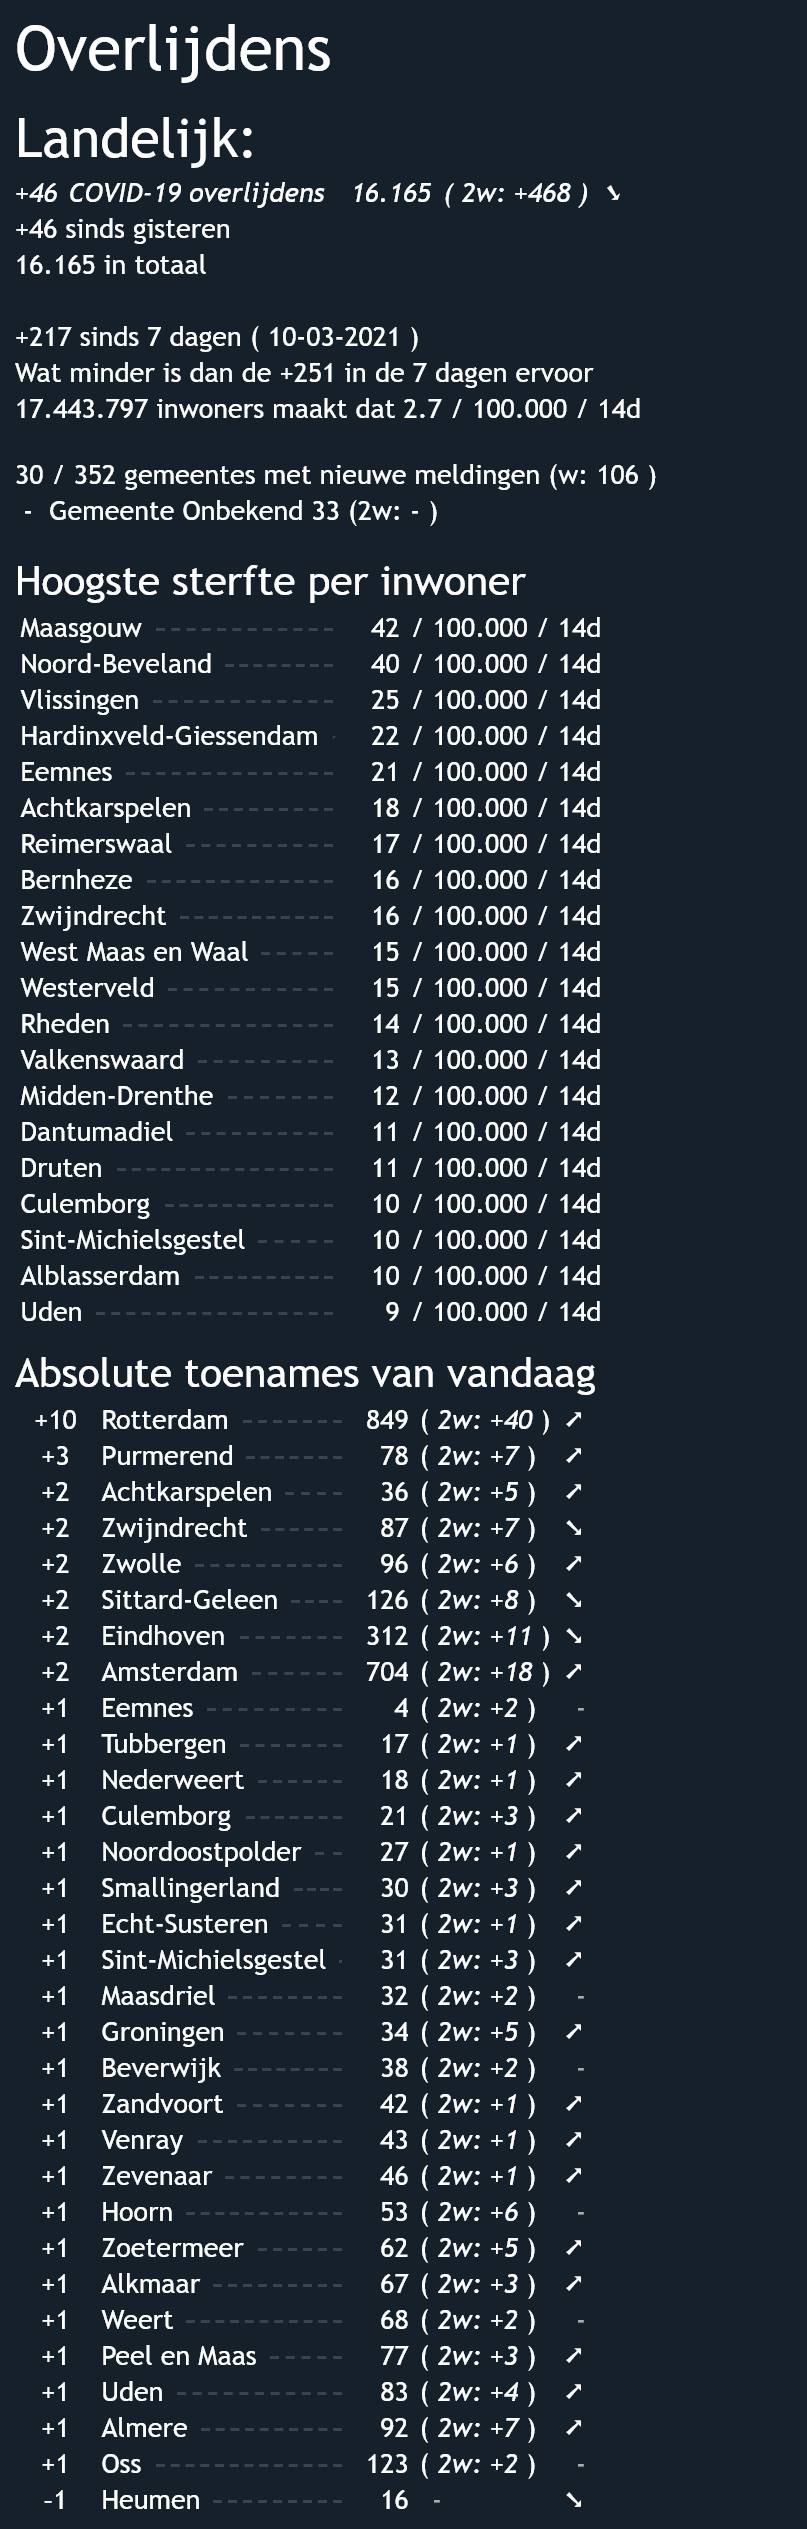 Overlijdens
Landelijk:
+46 COVID-19 overlijdens 16.165 ( 2w: +468 ) ➘
+46 sinds gisteren
16.165 in totaal
+217 sinds 7 dagen ( 10-03-2021 )
Wat minder is dan de +251 in de 7 dagen ervoor
17.443.797 inwoners maakt dat 2.7 / 100.000 / 14d
30 / 352 gemeentes met nieuwe meldingen (w: 106 )
- Gemeente Onbekend 33 (2w: - )
Hoogste sterfte per inwoner
Maasgouw 42 / 100.000 / 14d
Noord-Beveland 40 / 100.000 / 14d
Vlissingen 25 / 100.000 / 14d
Hardinxveld-Giessendam 22 / 100.000 / 14d
Eemnes 21 / 100.000 / 14d
Achtkarspelen 18 / 100.000 / 14d
Reimerswaal 17 / 100.000 / 14d
Bernheze 16 / 100.000 / 14d
Zwijndrecht 16 / 100.000 / 14d
West Maas en Waal 15 / 100.000 / 14d
Westerveld 15 / 100.000 / 14d
Rheden 14 / 100.000 / 14d
Valkenswaard 13 / 100.000 / 14d
Midden-Drenthe 12 / 100.000 / 14d
Dantumadiel 11 / 100.000 / 14d
Druten 11 / 100.000 / 14d
Culemborg 10 / 100.000 / 14d
Sint-Michielsgestel 10 / 100.000 / 14d
Alblasserdam 10 / 100.000 / 14d
Uden 9 / 100.000 / 14d
Absolute toenames van vandaag
+10 Rotterdam 849 ( 2w: +40 ) ➚
+3 Purmerend 78 ( 2w: +7 ) ➚
+2 Achtkarspelen 36 ( 2w: +5 ) ➚
+2 Zwijndrecht 87 ( 2w: +7 ) ➘
+2 Zwolle 96 ( 2w: +6 ) ➚
+2 Sittard-Geleen 126 ( 2w: +8 ) ➘
+2 Eindhoven 312 ( 2w: +11 ) ➘
+2 Amsterdam 704 ( 2w: +18 ) ➚
+1 Eemnes 4 ( 2w: +2 ) -
+1 Tubbergen 17 ( 2w: +1 ) ➚
+1 Nederweert 18 ( 2w: +1 ) ➚
+1 Culemborg 21 ( 2w: +3 ) ➚
+1 Noordoostpolder 27 ( 2w: +1 ) ➚
+1 Smallingerland 30 ( 2w: +3 ) ➚
+1 Echt-Susteren 31 ( 2w: +1 ) ➚
+1 Sint-Michielsgestel 31 ( 2w: +3 ) ➚
+1 Maasdriel 32 ( 2w: +2 ) -
+1 Groningen 34 ( 2w: +5 ) ➚
+1 Beverwijk 38 ( 2w: +2 ) -
+1 Zandvoort 42 ( 2w: +1 ) ➚
+1 Venray 43 ( 2w: +1 ) ➚
+1 Zevenaar 46 ( 2w: +1 ) ➚
+1 Hoorn 53 ( 2w: +6 ) -
+1 Zoetermeer 62 ( 2w: +5 ) ➚
+1 Alkmaar 67 ( 2w: +3 ) ➚
+1 Weert 68 ( 2w: +2 ) -
+1 Peel en Maas 77 ( 2w: +3 ) ➚
+1 Uden 83 ( 2w: +4 ) ➚
+1 Almere 92 ( 2w: +7 ) ➚
+1 Oss 123 ( 2w: +2 ) -
-1 Heumen 16 - ➘